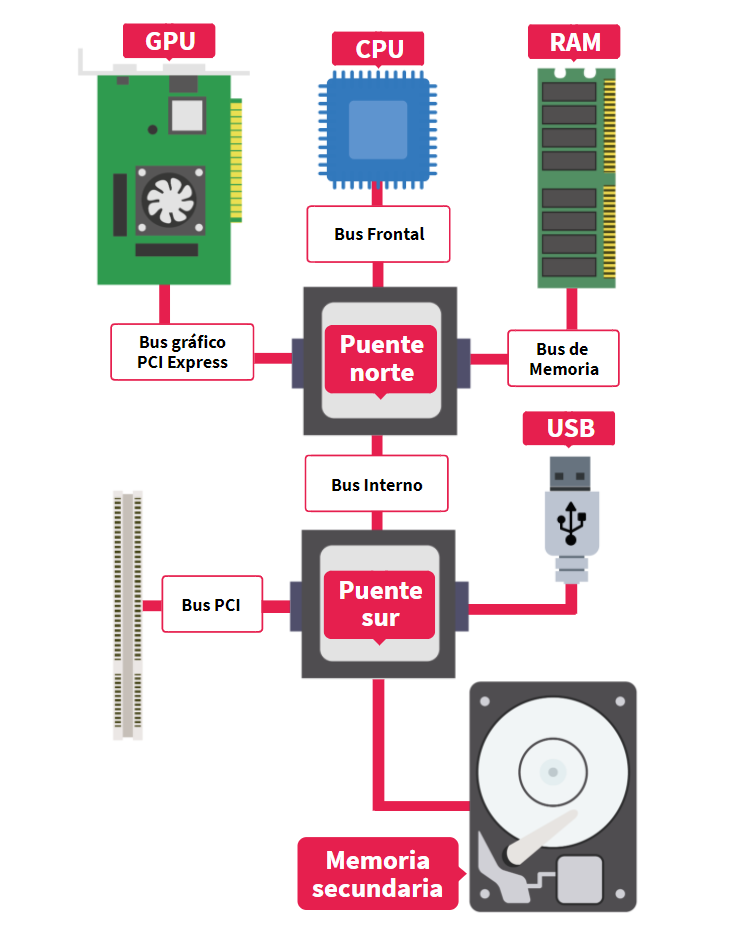 GPU
CPU
RAM
Bus Frontal
Bus gráfico
PCI Express
Puente
norte
Bus de
Memoria
USB
Bus Interno
Bus PCI
Puente
sur
Memoria
secundaria